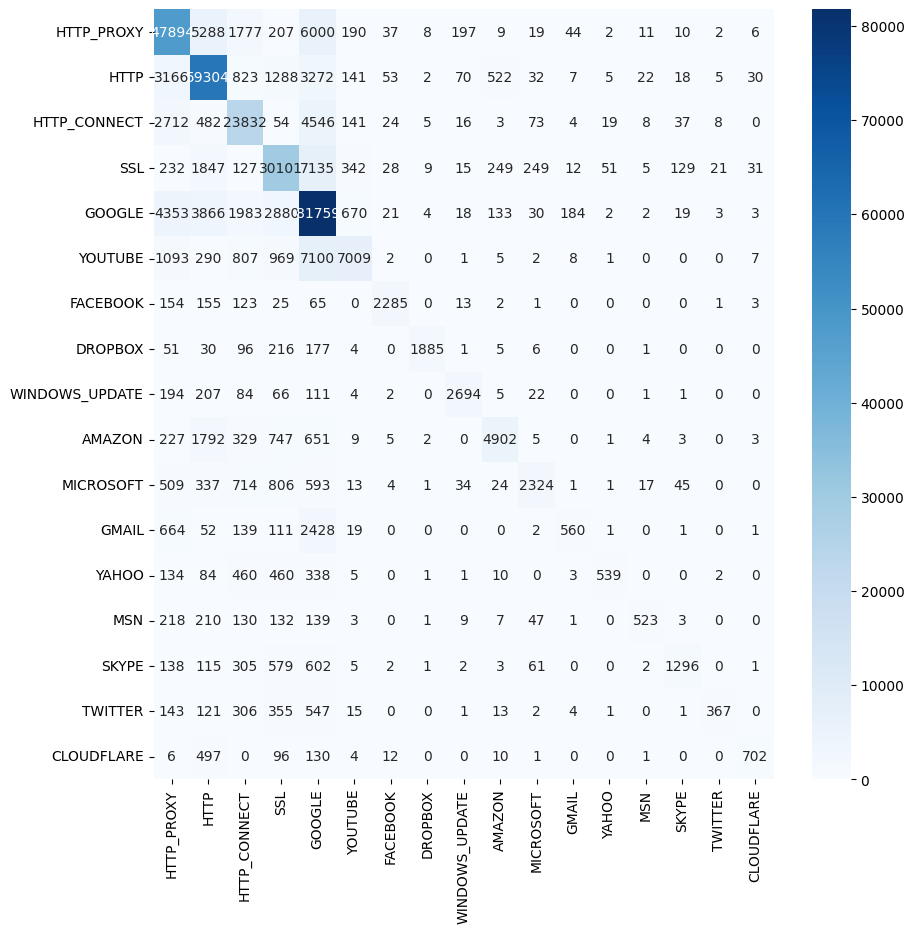 HTTP_PROXY 47894 5288 1777 207 6000 190 37 8 197 9 19 44 2 11 10 2 6
HTTP 3166 59304 823 1288 3272 53 2 70 522 32 7 5 22 18 5 30
HTTP_CONNECT 2712 482 23832 54 4546 141 24 5 16 3 73 4 19 8 37 8 0
SSL 232 1847 127 30101 7135 342 28 9 15 249 249 12 51 5 129 21 31
GOOGLE 4353 3866 1983 2880 81759 670 21 4 18 133 30 184 2 2 19 3 3
YOUTUBE 1093 290 807 969 7100 7009 2 0 1 5 2 8 1 0 0 0 7
FACEBOOK 154 155 123 25 65 0 2285 0 13 2 1 0 0 0 0 1 3
DROPBOX 51 30 96 216 177 4 0 1885 1 5 6 0 0 1 0 0 0
WINDOWS_UPDATE 194 207 84 66 111 4 2 0 2694 5 22 0 0 1 1 0 0
AMAZON 227 1792 329 747 651 9 5 2 0 4902 5 0 1 4 3 0 3
MICROSOFT 509 337 714 806 593 13 4 1 34 24 2324 1 1 17 45 0 0
GMAIL 664 52 139 111 2428 19 0 0 0 0 2 560 1 0 1 0 1
YAHOO 134 84 460 460 338 5 0 1 1 10 0 3 539 0 0 2 0
MSN 218 210 130 132 139 3 0 1 9 7 47 1 0 523 3 0 0
SKYPE 138 115 305 579 602 5 2 1 2 3 61 0 0 2 1296 0 1
TWITTER 143 121 306 355 547 15 0 0 1 13 2 4 1 0 1 367 0
CLOUDFLARE 6 497 0 96 130 4 12 0 0 10 1 0 0 1 0 0 702
HTTP_PROXY
HTTP
HTTP_CONNECT
SSL
GOOGLE
YOUTUBE
FACEBOOK
DROPBOX
WINDOWS_UPDATE
AMAZON
MICROSOFT
GMAIL
YAHOO
MSN
SKYPE
TWITTER
CLOUDFLARE
80000
70000
60000
50000
40000
30000
20000
10000
0